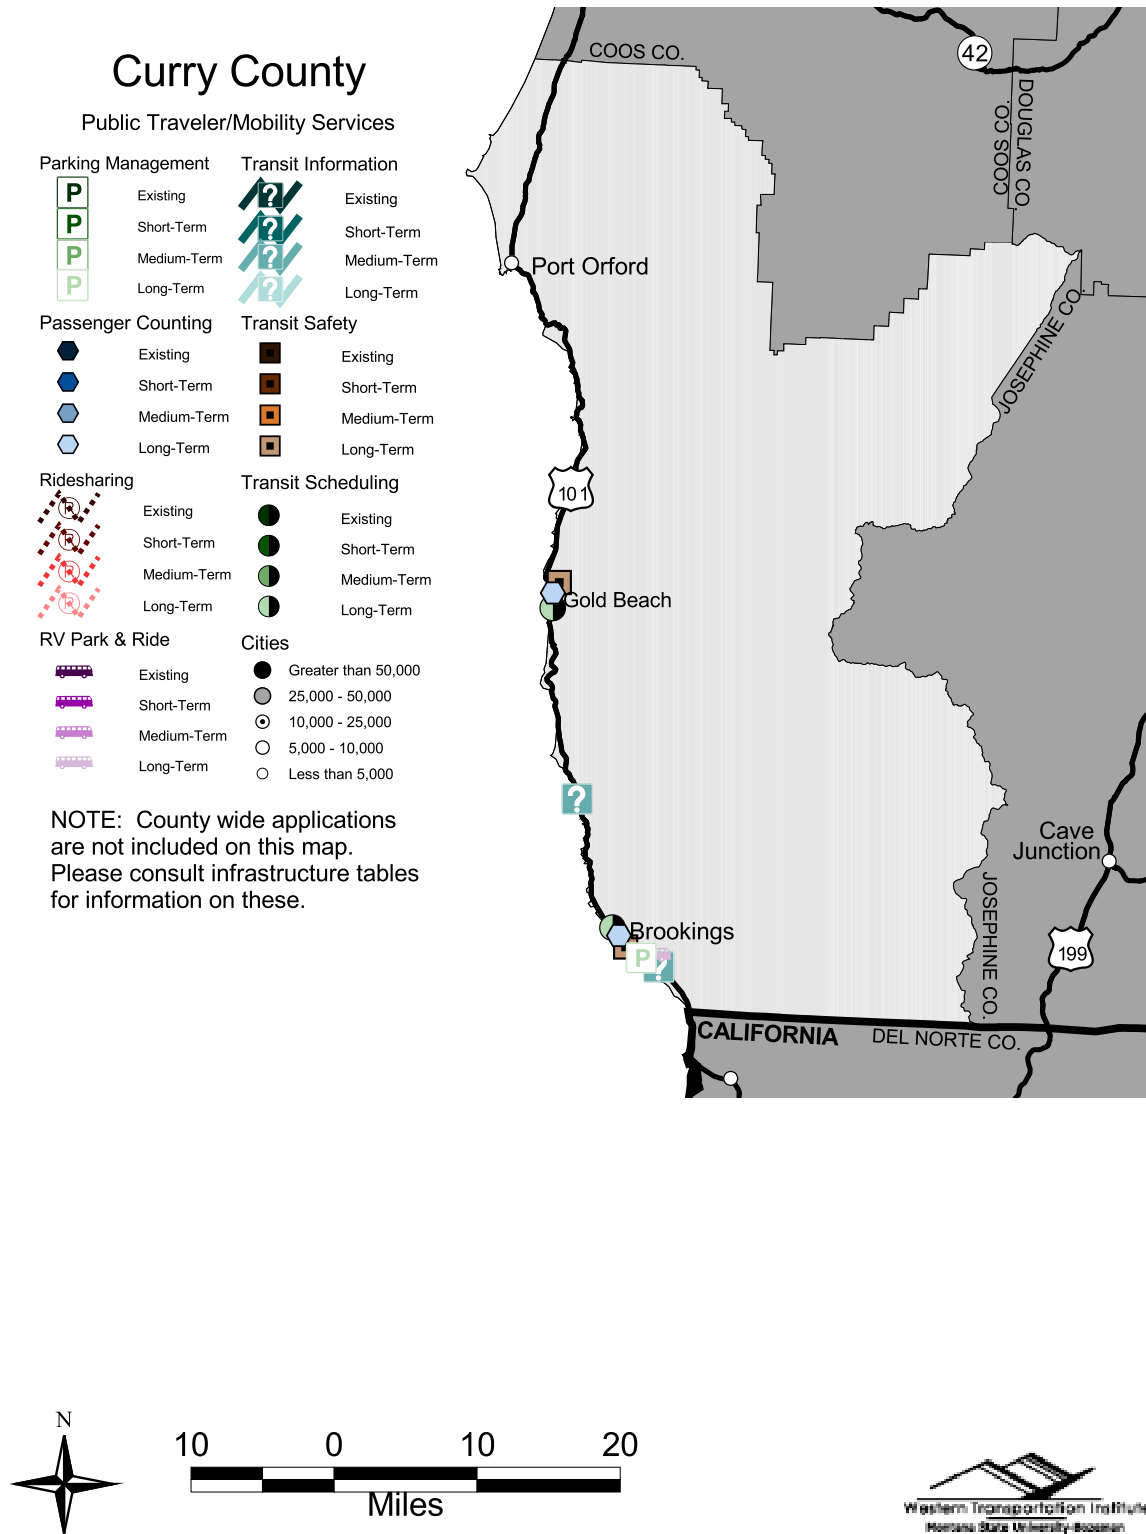 Curry County
Public Traveler/Mobility Services
Parking Management
P Existing
P Short-Term
P Medium-Term
P Long-Term
Transit Information
? Existing
? Short-Term
? Medium-Term
? Long-Term
Passenger Counting
Existing
Short-Term
Medium-Term
Long-Term
Transit Safety
Existing
Short-Term
Medium-Term
Long-Term
Ridesharing
Existing
Short-Term
Medium-Term
Long-Term
Transit Scheduling
Existing
Short-Term
Medium-Term
Long-Term
RV Park & Ride
Existing
Short-Term
Medium-Term
Long-Term
Cities
Greater than 50,000
25,000 - 50,000
10,000 - 25,000
5,000 - 10,000
Less than 5,000
NOTE: County wide applications
are not included on this map.
Please consult infrastructure tables
for information on these.
COOS CO.
42
DOUGLAS CO.
COOS CO.
Port Orford
JOSEPHINE CO.
101
Gold Beach
?
Cave
Junction
Brookings
P
?
JOSEPHINE CO.
199
CALIFORNIA
DEL NORTE CO.
N
10 0 10 20
Miles
Western Transportation Institute
Montana State University-Bozeman